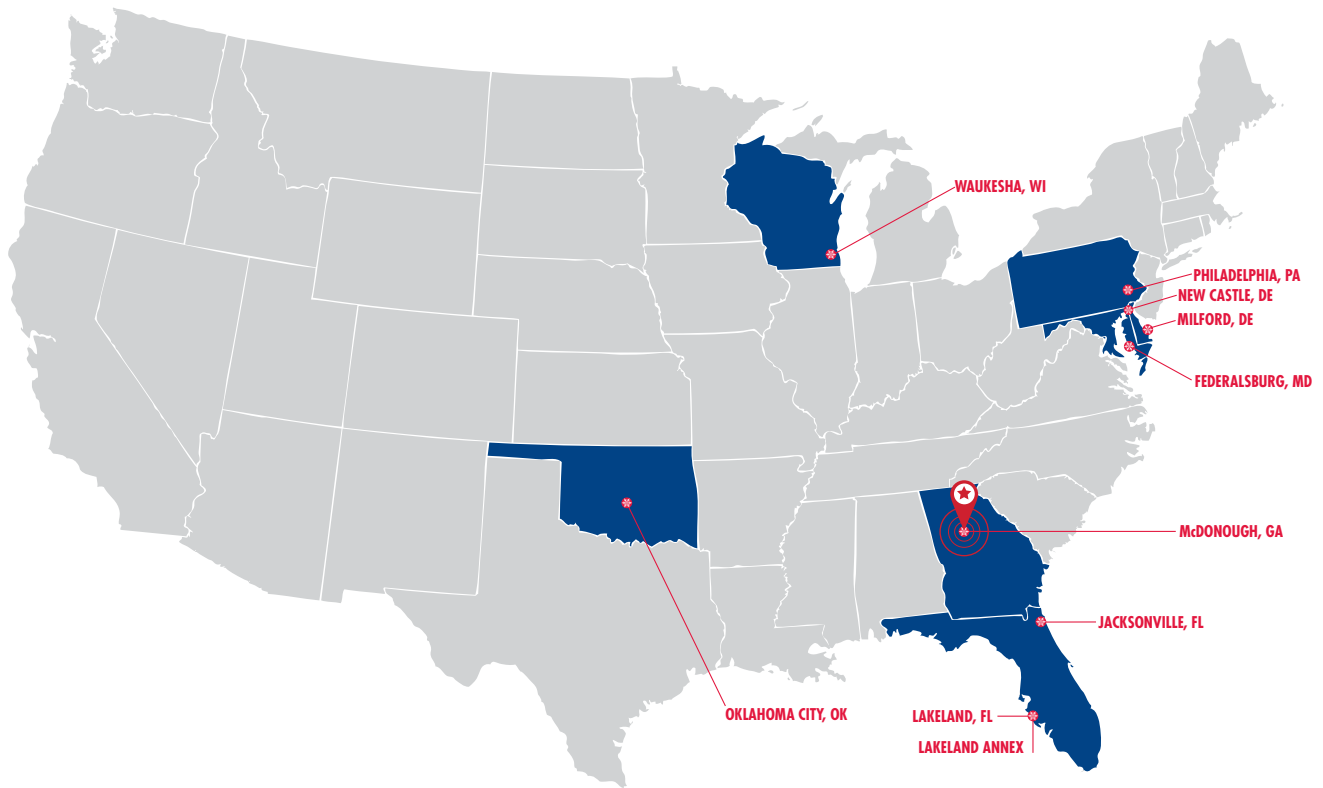 WAUKESHA, WI
PHILADELPHIA, PA
NEW CASTLE, DE
MILFORD, DE
FEDERALSBURG, MD
McDONOUGH, GA
JACKSONVILLE, FL
OKLAHOMA CITY, OK
LAKELAND, FL
LAKELAND ANNEX